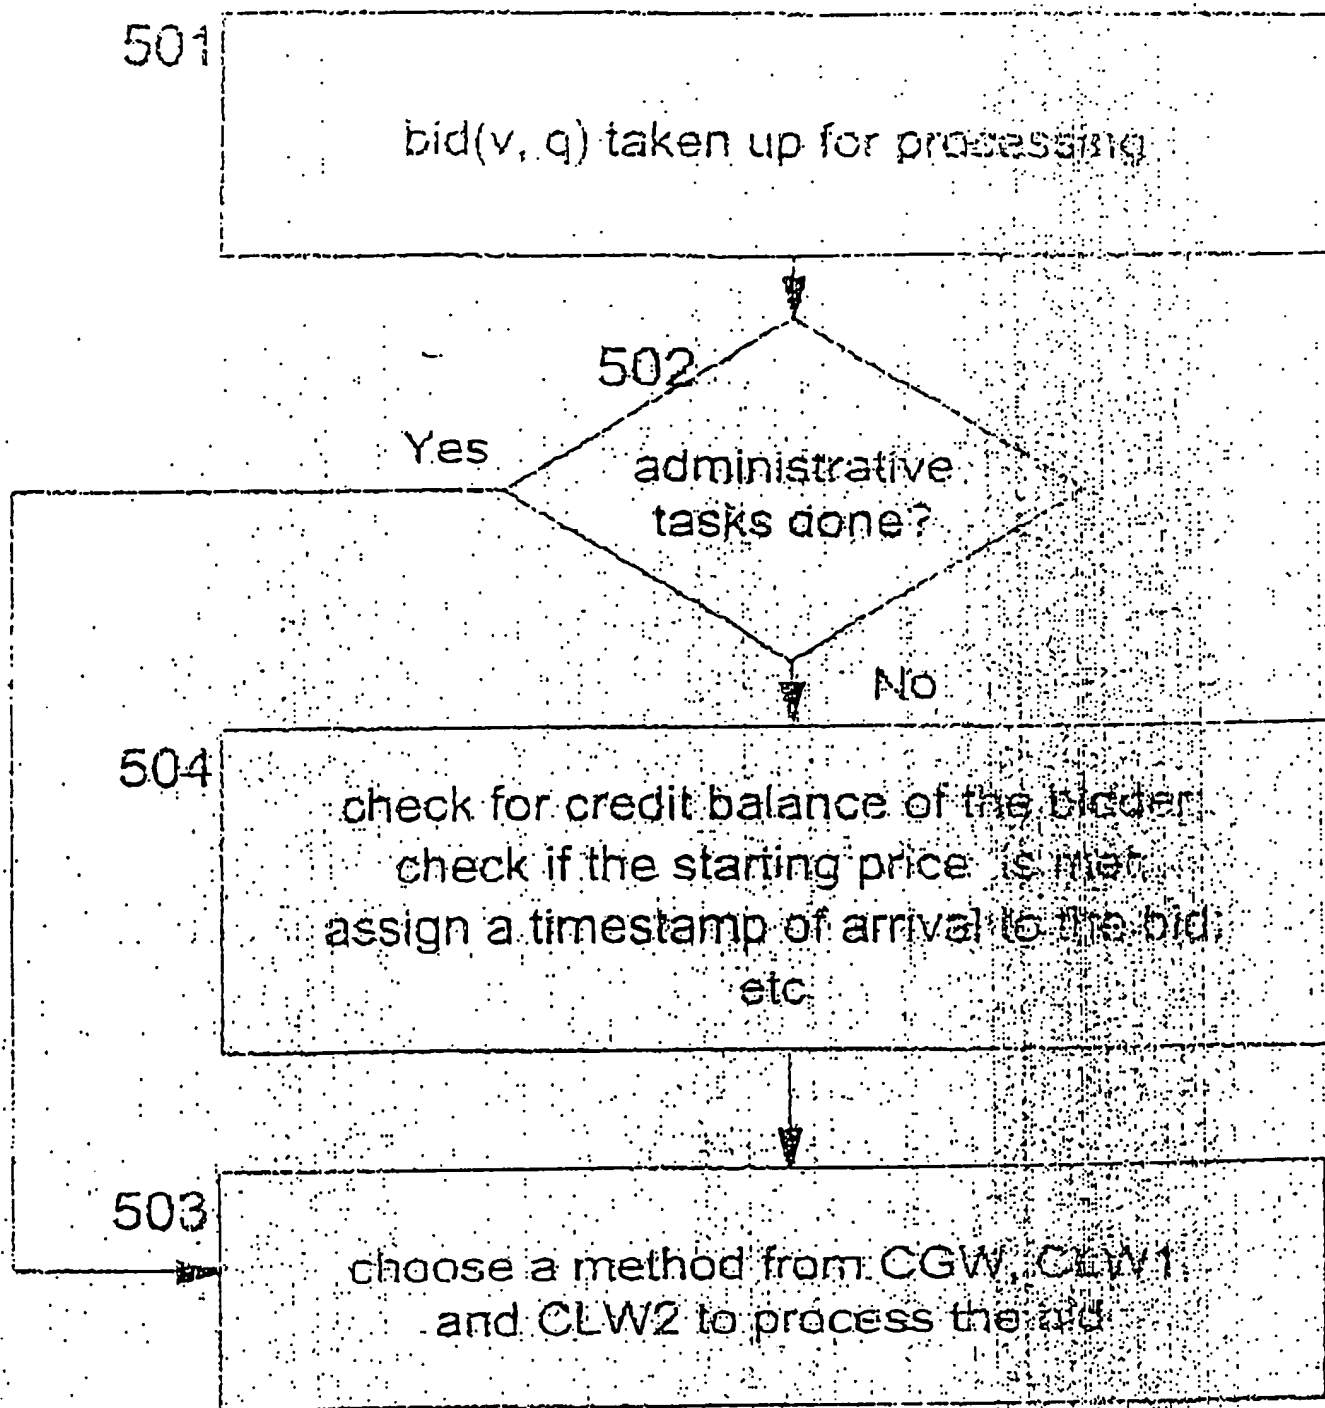 501
bid(v, q) taken up for processing
502
Yes
administrative
tasks done?
No
504
check for credit balance of the bidder
check if the starting price is met
assign a timestamp of arrival to the bid
etc
503
choose a method from CGW, CLW1
and CLW2 to process the bid